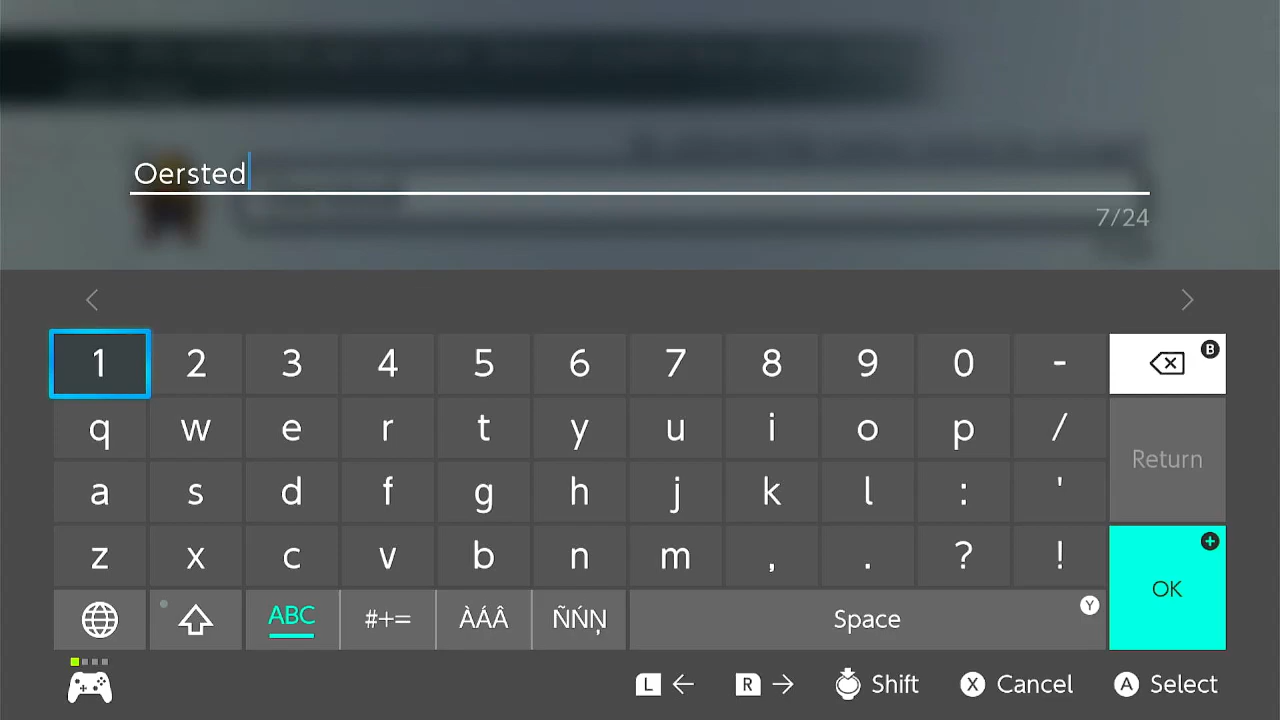 Oersted
7/24
1 2 3 4 5 6 7 8 9 0 - B
q w e r t y u i o p /
Return
a s d f g h j k l : '
z x c v b n m , . ? ! +
OK
ABC #+= ÀÁÂ ÑŃŅ Space Y
L ← R → Shift X Cancel A Select